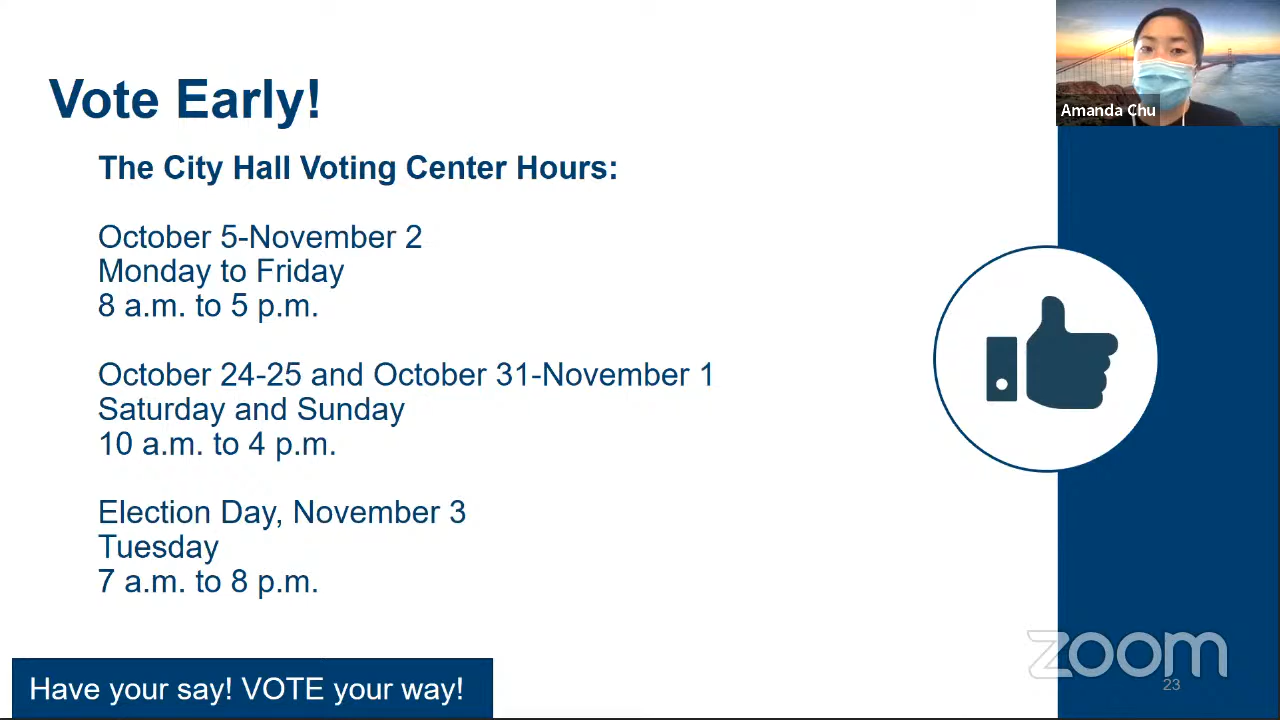 Vote Early!
The City Hall Voting Center Hours:
October 5-November 2
Monday to Friday
8 a.m. to 5 p.m.
October 24-25 and October 31-November 1
Saturday and Sunday
10 a.m. to 4 p.m.
Election Day, November 3
Tuesday
7 a.m. to 8 p.m.
Have your say! VOTE your way!
Amanda Chu
zoom
23